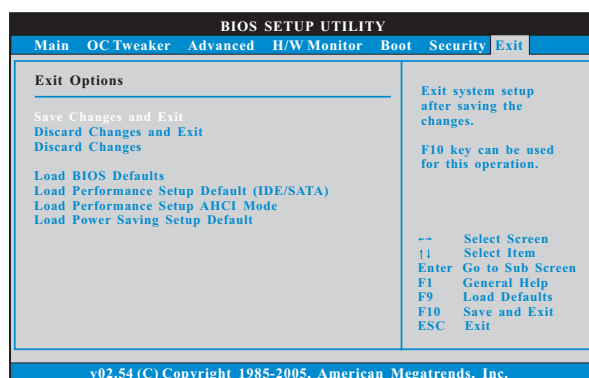 BIOS SETUP UTILITY
Main OC Tweaker Advanced H/W Monitor Boot Security Exit
Exit Options
Save Changes and Exit
Discard Changes and Exit
Discard Changes
Load BIOS Defaults
Load Performance Setup Default (IDE/SATA)
Load Performance Setup AHCI Mode
Load Power Saving Setup Default
Exit system setup
after saving the
changes.
F10 key can be used
for this operation.
←→ Select Screen
↑↓ Select Item
Enter Go to Sub Screen
F1 General Help
F9 Load Defaults
F10 Save and Exit
ESC Exit
v02.54 (C) Copyright 1985-2005, American Megatrends, Inc.